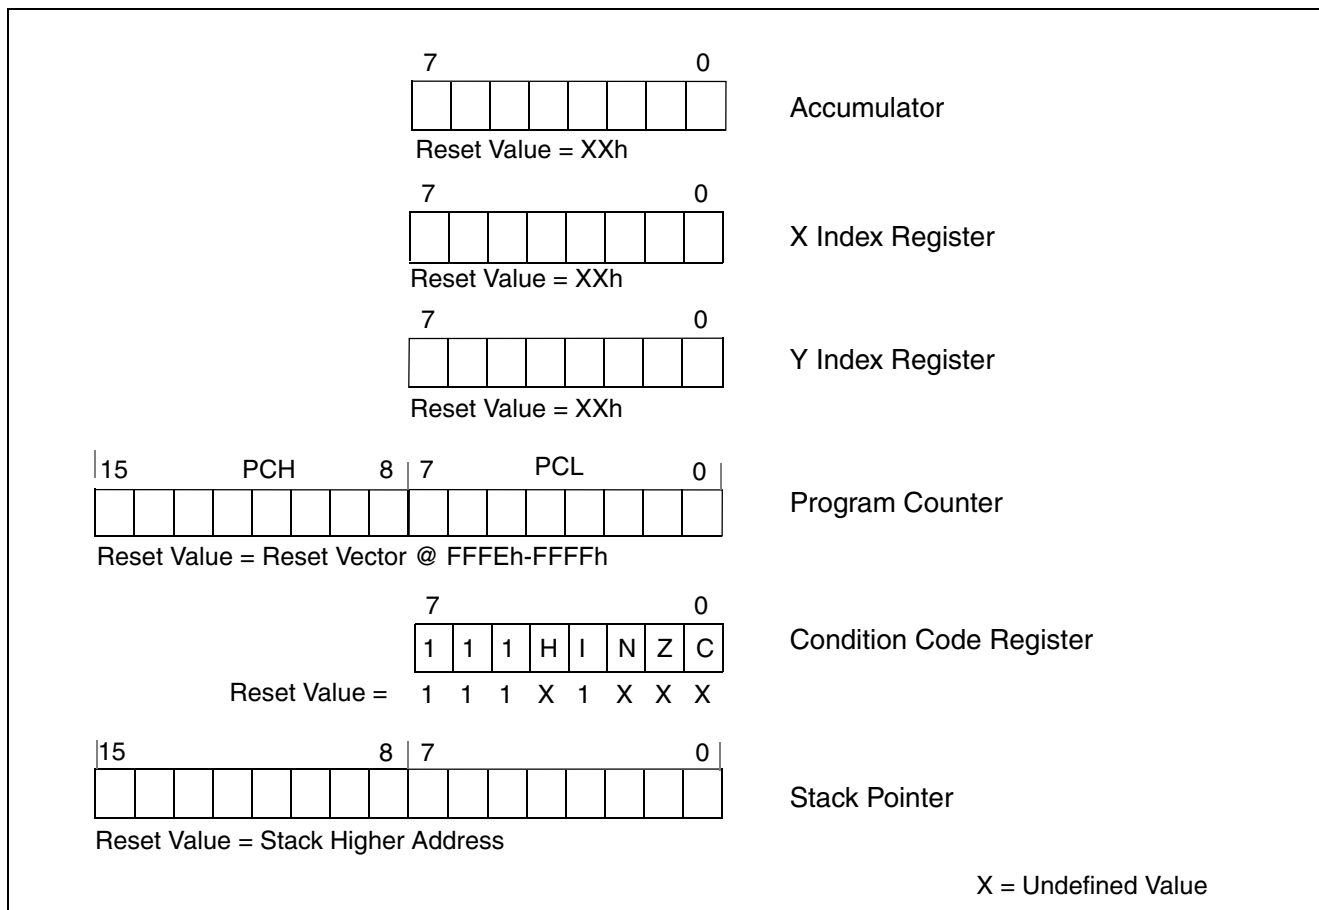 7 0
Accumulator
Reset Value = XXh
7 0
X Index Register
Reset Value = XXh
7 0
Y Index Register
Reset Value = XXh
15 PCH 8 7 PCL 0
Program Counter
Reset Value = Reset Vector @ FFFEh-FFFFh
7 0
1 1 1 H I N Z C
Condition Code Register
Reset Value = 1 1 1 X 1 X X X
15 8 7 0
Stack Pointer
Reset Value = Stack Higher Address
X = Undefined Value